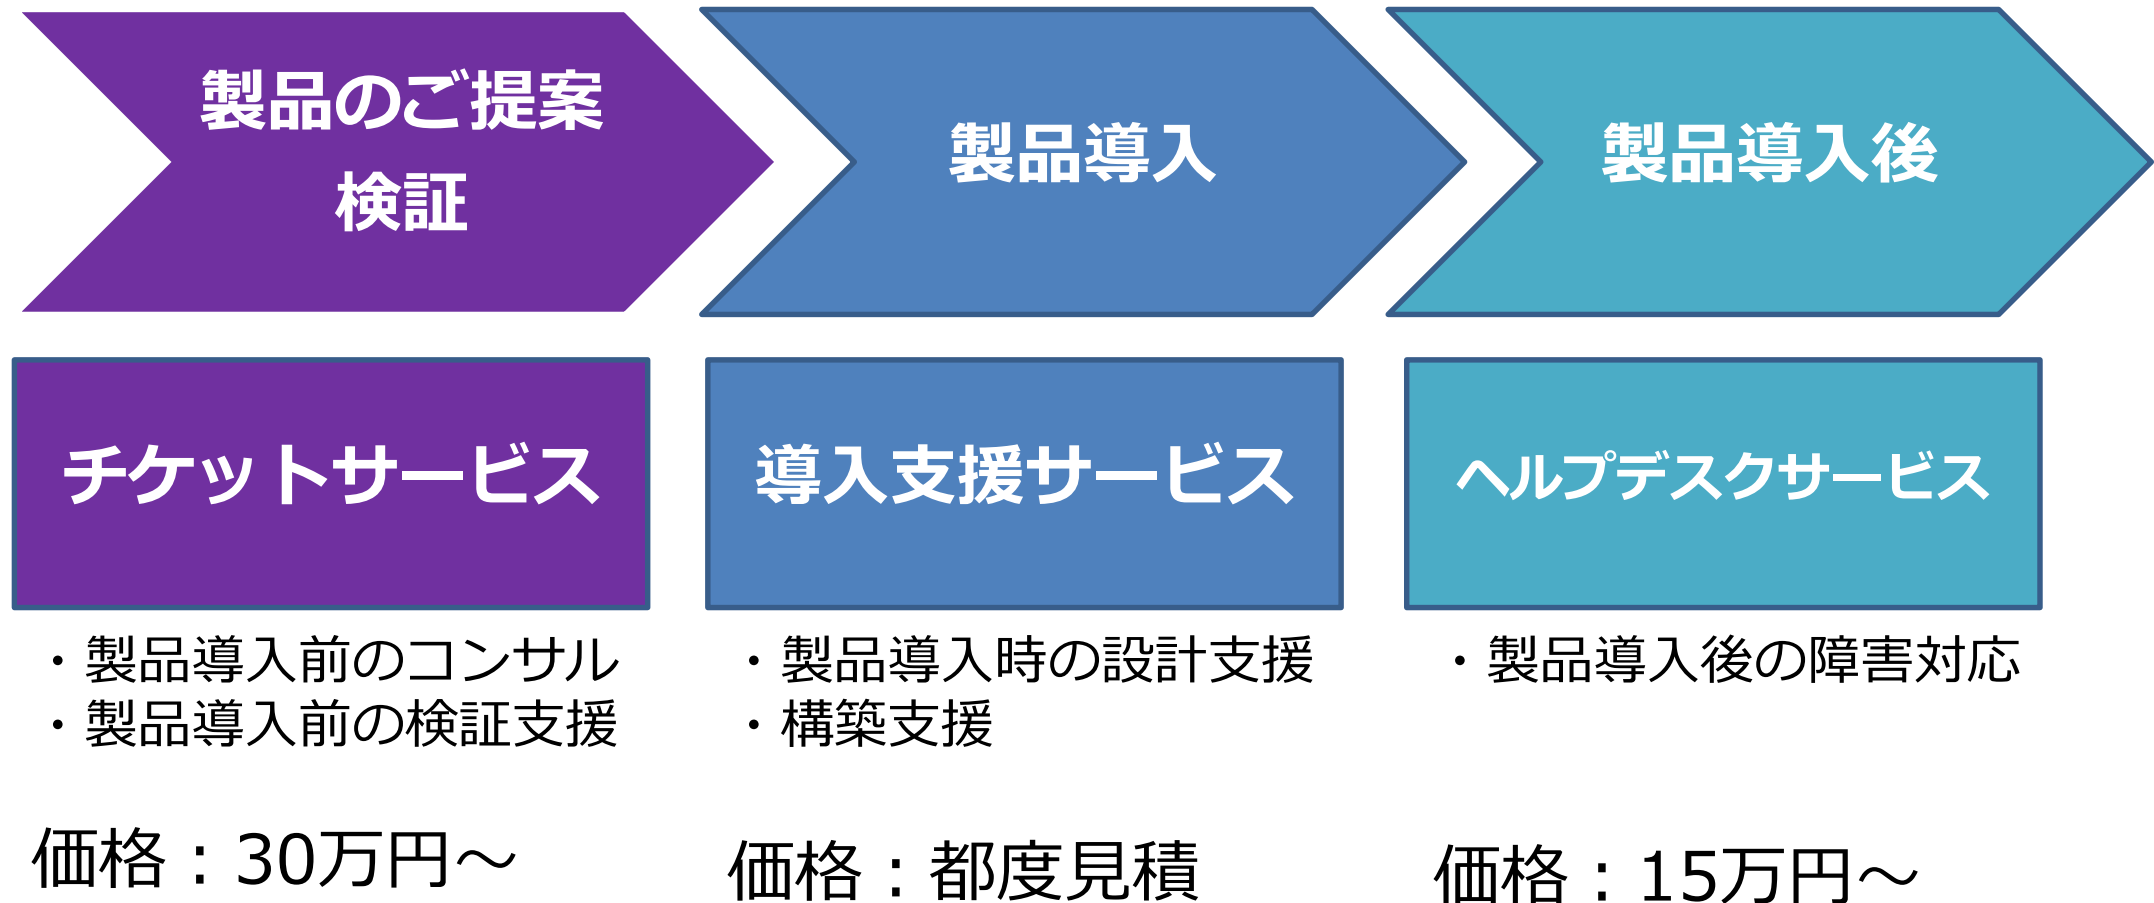 製品のご提案
検証
製品導入
製品導入後
チケットサービス
導入支援サービス
ヘルプデスクサービス
・製品導入前のコンサル
・製品導入前の検証支援
・製品導入時の設計支援
・構築支援
・製品導入後の障害対応
価格：30万円～
価格：都度見積
価格：15万円～